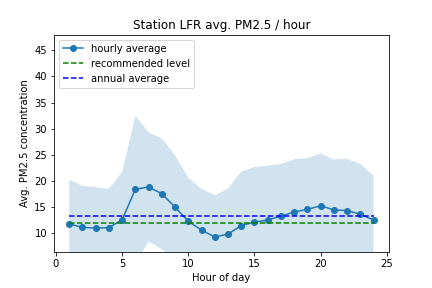 Station LFR avg. PM2.5 / hour
hourly average
recommended level
annual average
Avg. PM2.5 concentration
45
40
35
30
25
20
15
10
0 5 10 15 20 25
Hour of day